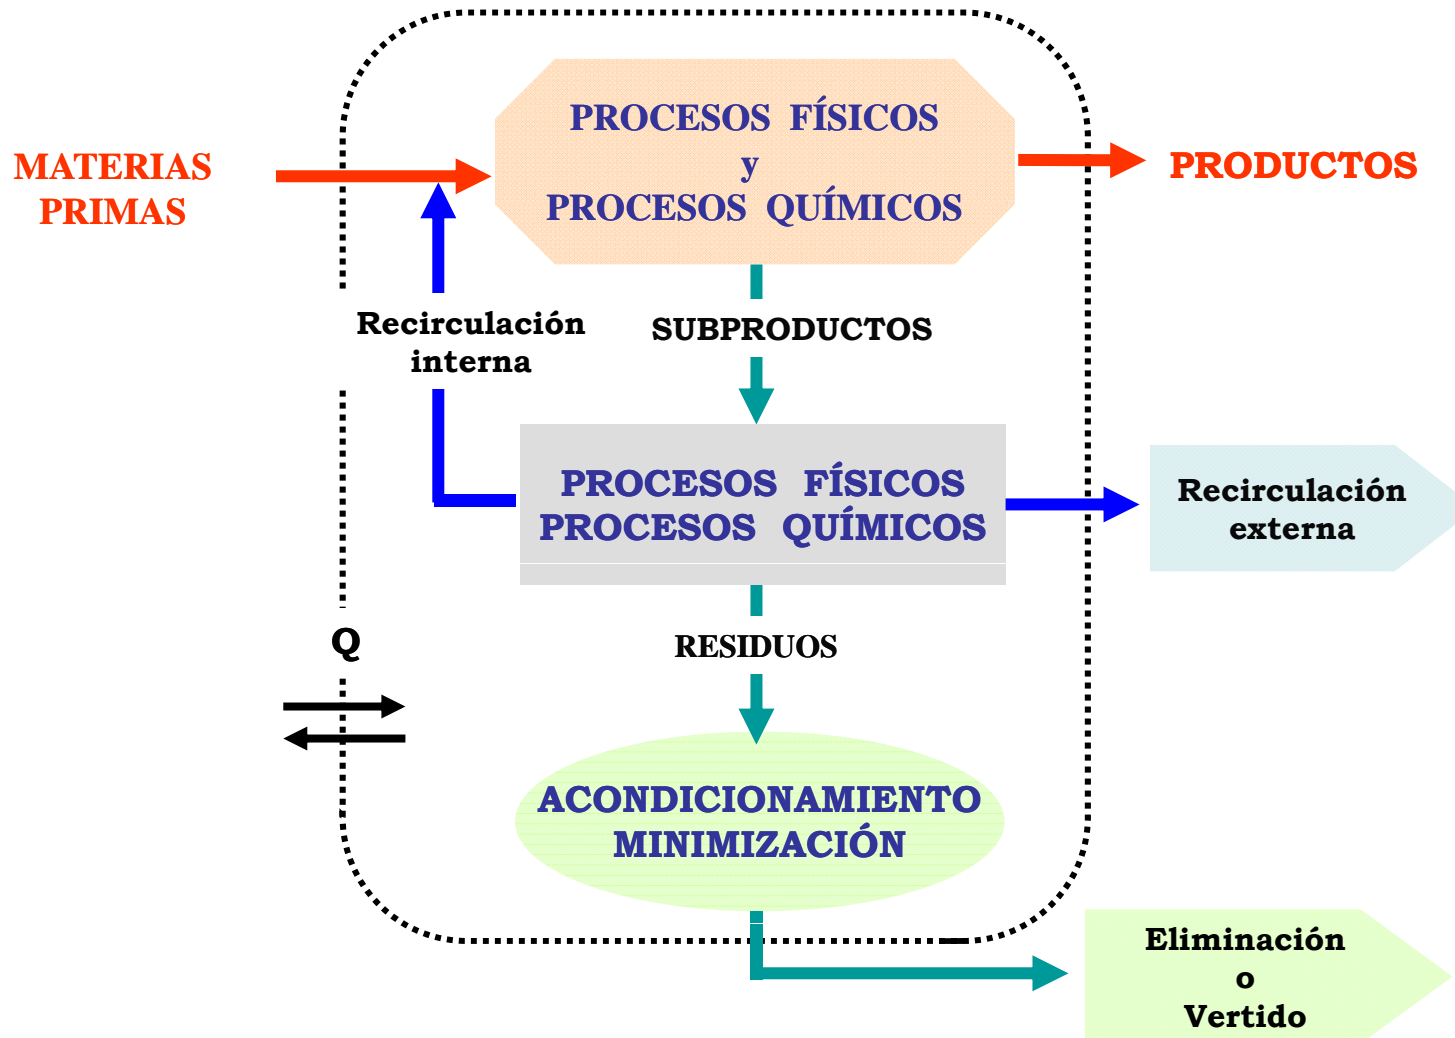 PROCESOS FÍSICOS
y
PROCESOS QUÍMICOS
MATERIAS
PRIMAS
PRODUCTOS
Recirculación
interna
SUBPRODUCTOS
PROCESOS FÍSICOS
PROCESOS QUÍMICOS
Recirculación
externa
Q
RESIDUOS
ACONDICIONAMIENTO
MINIMIZACIÓN
Eliminación
o
Vertido